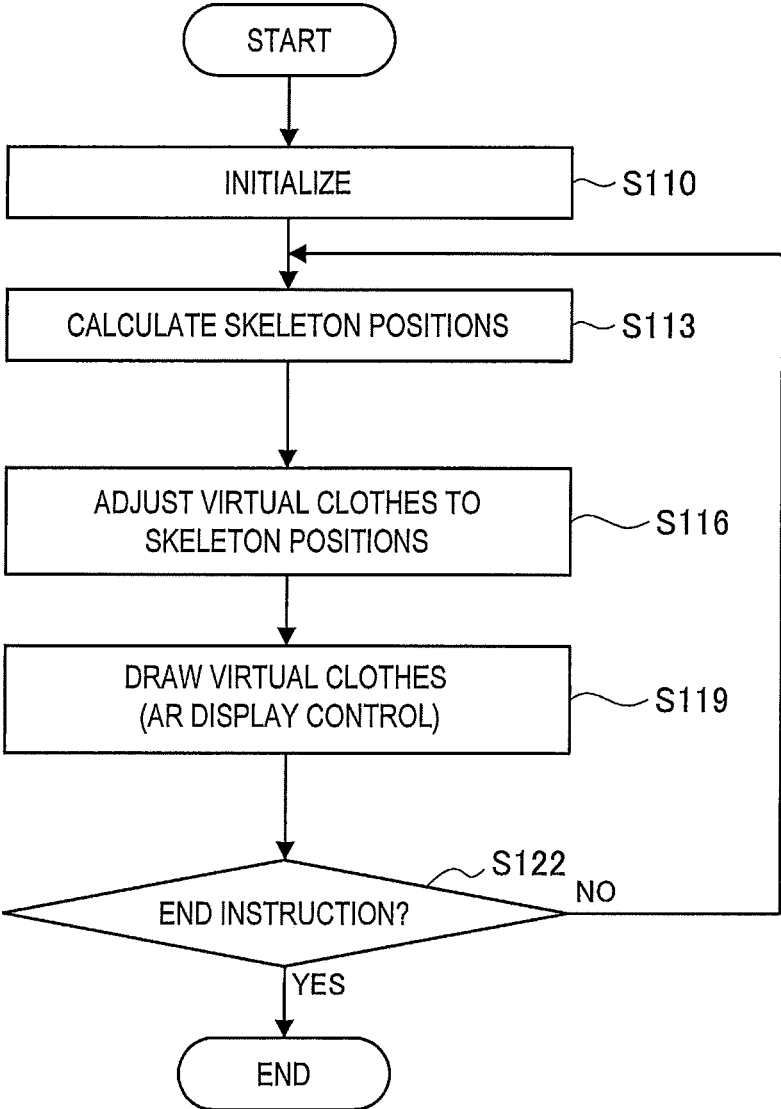 START
INITIALIZE
S110
CALCULATE SKELETON POSITIONS
S113
ADJUST VIRTUAL CLOTHES TO
SKELETON POSITIONS
S116
DRAW VIRTUAL CLOTHES
(AR DISPLAY CONTROL)
S119
S122
END INSTRUCTION?
NO
YES
END